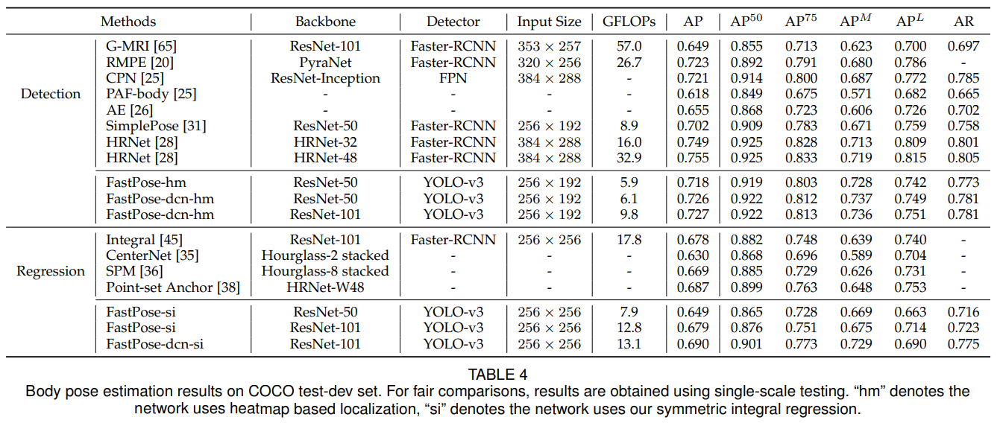 Methods Backbone Detector Input Size GFLOPs AP AP50 AP75 APM APL AR
G-MRI [65] ResNet-101 Faster-RCNN 353 × 257 57.0 0.649 0.855 0.713 0.623 0.700 0.697
RMPE [20] PyraNet Faster-RCNN 320 × 256 26.7 0.723 0.892 0.791 0.680 0.786 -
CPN [25] ResNet-Inception FPN 384 × 288 - 0.721 0.914 0.800 0.687 0.772 0.785
Detection PAF-body [25] - - - - 0.618 0.849 0.675 0.571 0.682 0.665
AE [26] - - - - 0.655 0.868 0.723 0.606 0.726 0.702
SimplePose [31] ResNet-50 Faster-RCNN 256 × 192 8.9 0.702 0.909 0.783 0.671 0.759 0.758
HRNet [28] HRNet-32 Faster-RCNN 384 × 288 16.0 0.749 0.925 0.828 0.713 0.809 0.801
HRNet [28] HRNet-48 Faster-RCNN 384 × 288 32.9 0.755 0.925 0.833 0.719 0.815 0.805
FastPose-hm ResNet-50 YOLO-v3 256 × 192 5.9 0.718 0.919 0.803 0.728 0.742 0.773
FastPose-dcn-hm ResNet-50 YOLO-v3 256 × 192 6.1 0.726 0.922 0.812 0.737 0.749 0.781
FastPose-dcn-hm ResNet-101 YOLO-v3 256 × 192 9.8 0.727 0.922 0.813 0.736 0.751 0.781
Integral [45] ResNet-101 Faster-RCNN 256 × 256 17.8 0.678 0.882 0.748 0.639 0.740 -
CenterNet [35] Hourglass-2 stacked - - - 0.630 0.868 0.696 0.589 0.704 -
Regression SPM [36] Hourglass-8 stacked - - - 0.669 0.885 0.729 0.626 0.731 -
Point-set Anchor [38] HRNet-W48 - - - 0.687 0.899 0.763 0.648 0.753 -
FastPose-si ResNet-50 YOLO-v3 256 × 256 7.9 0.649 0.865 0.728 0.669 0.663 0.716
FastPose-si ResNet-101 YOLO-v3 256 × 256 12.8 0.679 0.876 0.751 0.675 0.714 0.723
FastPose-dcn-si ResNet-101 YOLO-v3 256 × 256 13.1 0.690 0.901 0.773 0.729 0.690 0.775
TABLE 4
Body pose estimation results on COCO test-dev set. For fair comparisons, results are obtained using single-scale testing. “hm” denotes the
network uses heatmap based localization, “si” denotes the network uses our symmetric integral regression.